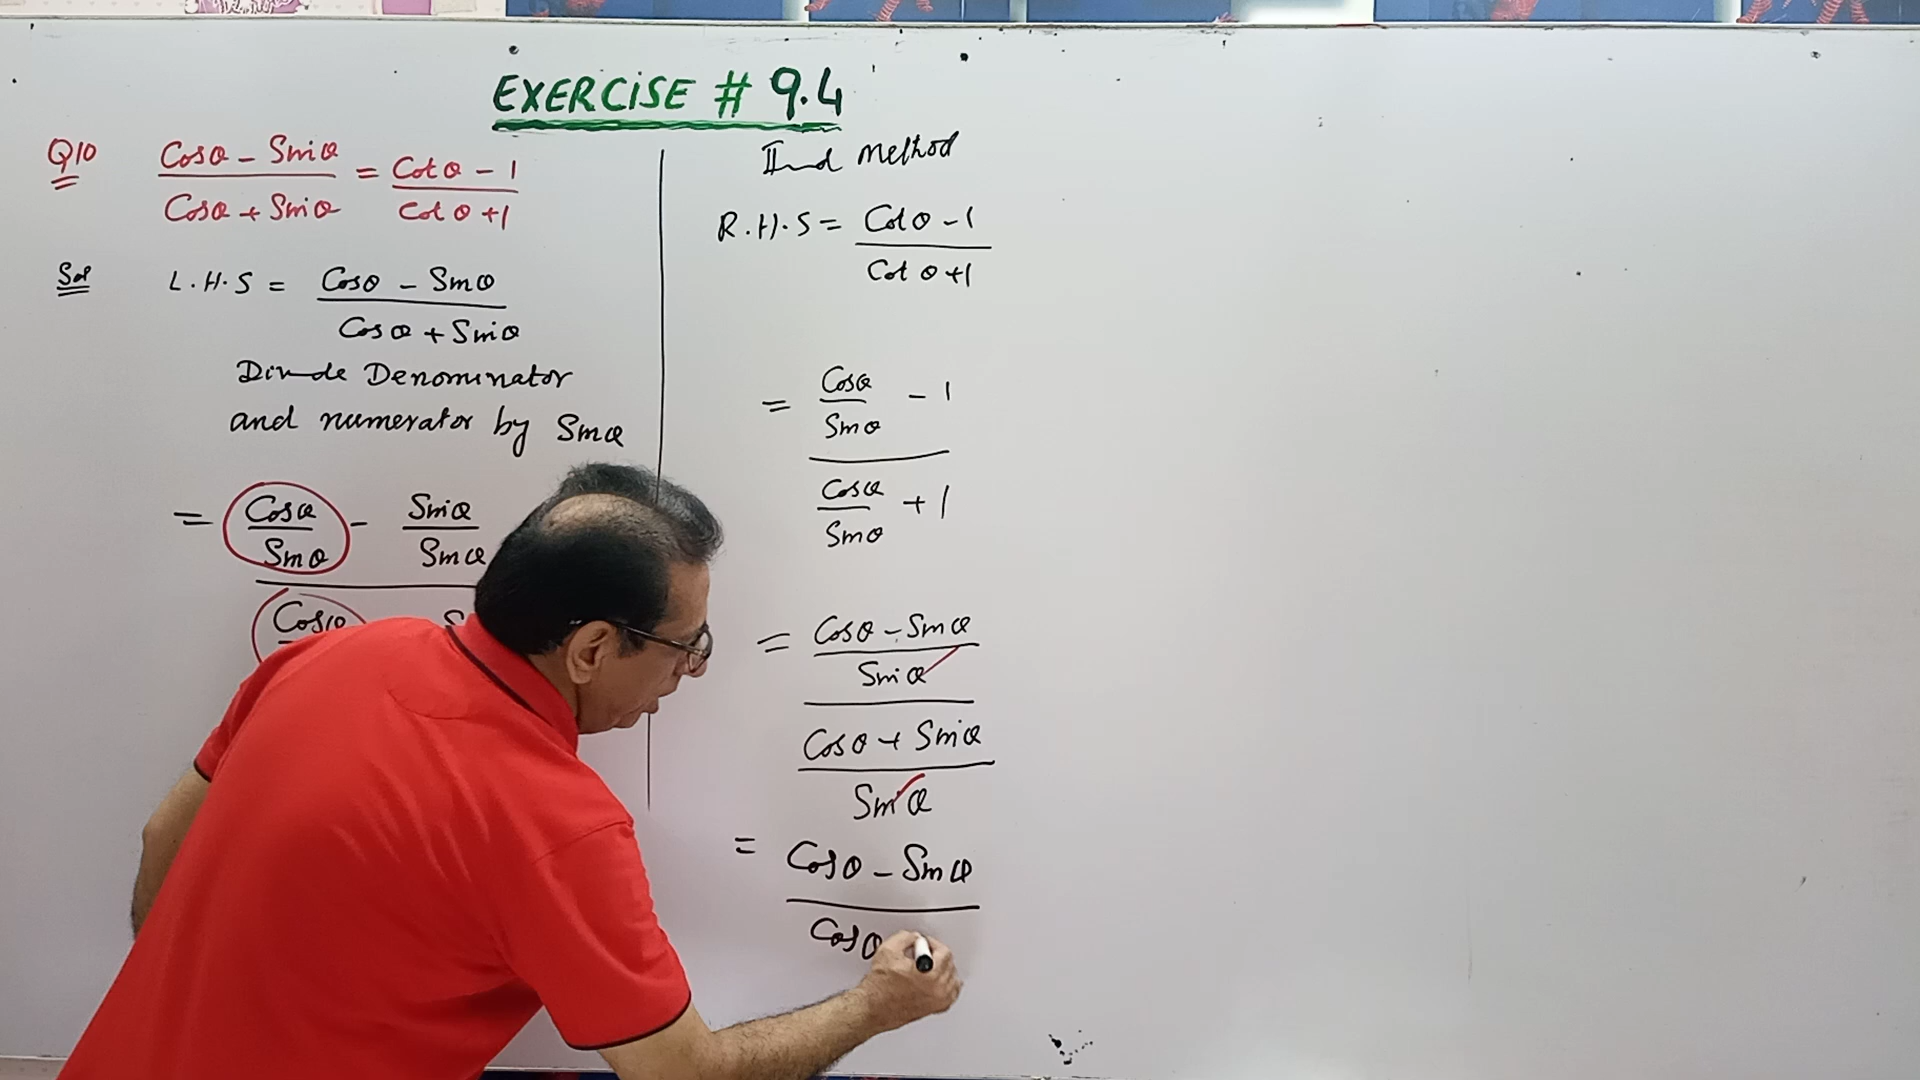 EXERCISE # 9.4
Q10 Cosθ - Sinθ / Cosθ + Sinθ = Cotθ - 1 / Cotθ + 1
Sol L.H.S = Cosθ - Sinθ / Cosθ + Sinθ
Divide Denominator
and numerator by Sinθ
= Cosθ / Sinθ - Sinθ / Sinθ
Cosθ
IInd Method
R.H.S = Cotθ - 1 / Cotθ + 1
= Cosθ / Sinθ - 1
Cosθ / Sinθ + 1
= Cosθ - Sinθ / Sinθ
Cosθ + Sinθ / Sinθ
= Cosθ - Sinθ
Cosθ